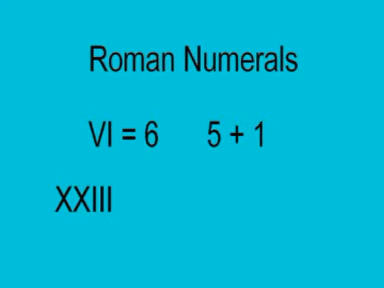 Roman Numerals
VI = 6 5 + 1
XXIII